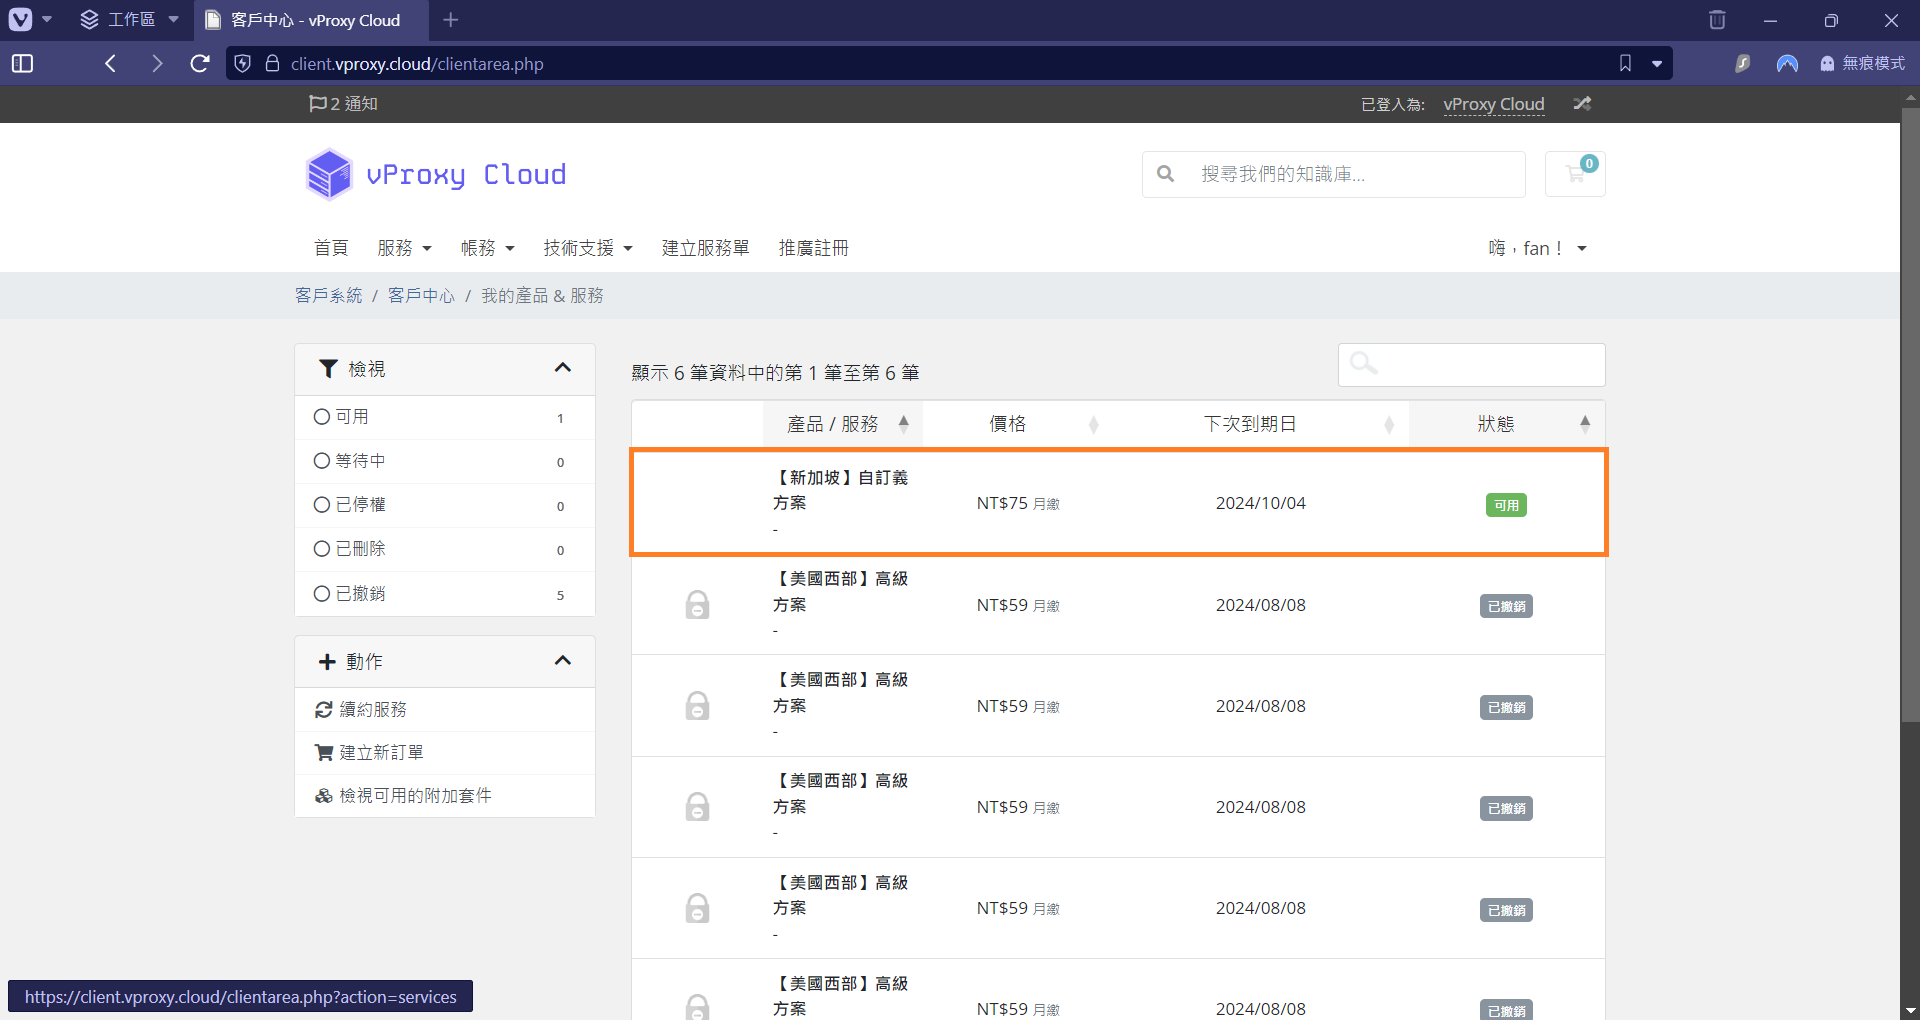 工作區
客戶中心 - vProxy Cloud
client.vproxy.cloud/clientarea.php
無痕模式
2 通知
已登入為: vProxy Cloud
vProxy Cloud
搜尋我們的知識庫...
0
首頁 服務 帳務 技術支援 建立服務單 推廣註冊
嗨，fan！
客戶系統 / 客戶中心 / 我的產品 & 服務
檢視
可用 1
等待中 0
已停權 0
已刪除 0
已撤銷 5
動作
續約服務
建立新訂單
檢視可用的附加套件
顯示 6 筆資料中的第 1 筆至第 6 筆
產品 / 服務 價格 下次到期日 狀態
【新加坡】自訂義
方案
-
NT$75 月繳 2024/10/04 可用
【美國西部】高級
方案
-
NT$59 月繳 2024/08/08 已撤銷
【美國西部】高級
方案
-
NT$59 月繳 2024/08/08 已撤銷
【美國西部】高級
方案
-
NT$59 月繳 2024/08/08 已撤銷
【美國西部】高級
方案
-
NT$59 月繳 2024/08/08 已撤銷
【美國西部】高級
方案
NT$59 月繳 2024/08/08 已撤銷
https://client.vproxy.cloud/clientarea.php?action=services